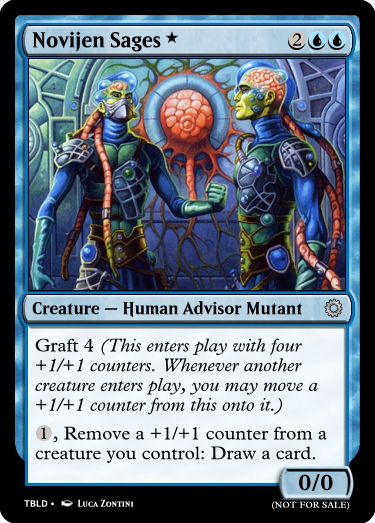 Novijen Sages ★ 2
Creature — Human Advisor Mutant
Graft 4 (This enters play with four
+1/+1 counters. Whenever another
creature enters play, you may move a
+1/+1 counter from this onto it.)
1, Remove a +1/+1 counter from a
creature you control: Draw a card.
0/0
TBLD • Luca Zontini
(NOT FOR SALE)